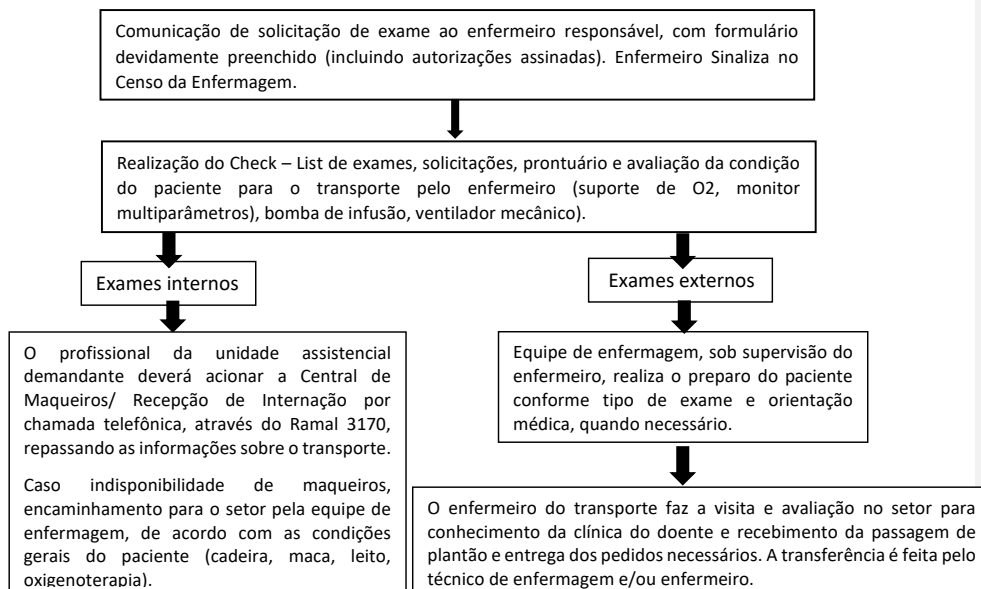 Comunicação de solicitação de exame ao enfermeiro responsável, com formulário
devidamente preenchido (incluindo autorizações assinadas). Enfermeiro Sinaliza no
Censo da Enfermagem.
Realização do Check – List de exames, solicitações, prontuário e avaliação da condição
do paciente para o transporte pelo enfermeiro (suporte de O2, monitor
multiparâmetros), bomba de infusão, ventilador mecânico).
Exames internos
O profissional da unidade assistencial
demandante deverá acionar a Central de
Maqueiros/ Recepção de Internação por
chamada telefônica, através do Ramal 3170,
repassando as informações sobre o transporte.
Caso indisponibilidade de maqueiros,
encaminhamento para o setor pela equipe de
enfermagem, de acordo com as condições
gerais do paciente (cadeira, maca, leito,
oxigenoterapia).
Exames externos
Equipe de enfermagem, sob supervisão do
enfermeiro, realiza o preparo do paciente
conforme tipo de exame e orientação
médica, quando necessário.
O enfermeiro do transporte faz a visita e avaliação no setor para
conhecimento da clínica do doente e recebimento da passagem de
plantão e entrega dos pedidos necessários. A transferência é feita pelo
técnico de enfermagem e/ou enfermeiro.